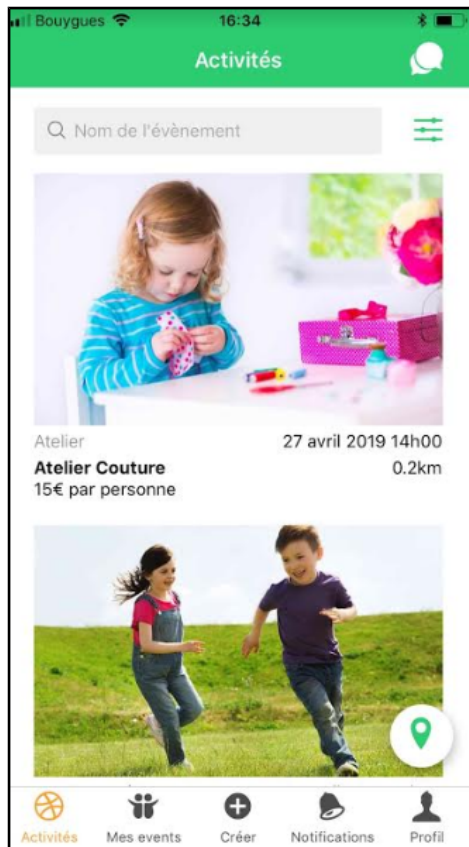 Bouygues 16:34
Activités
Nom de l'évènement
Atelier 27 avril 2019 14h00
Atelier Couture 0.2km
15€ par personne
Activités Mes events Créer Notifications Profil